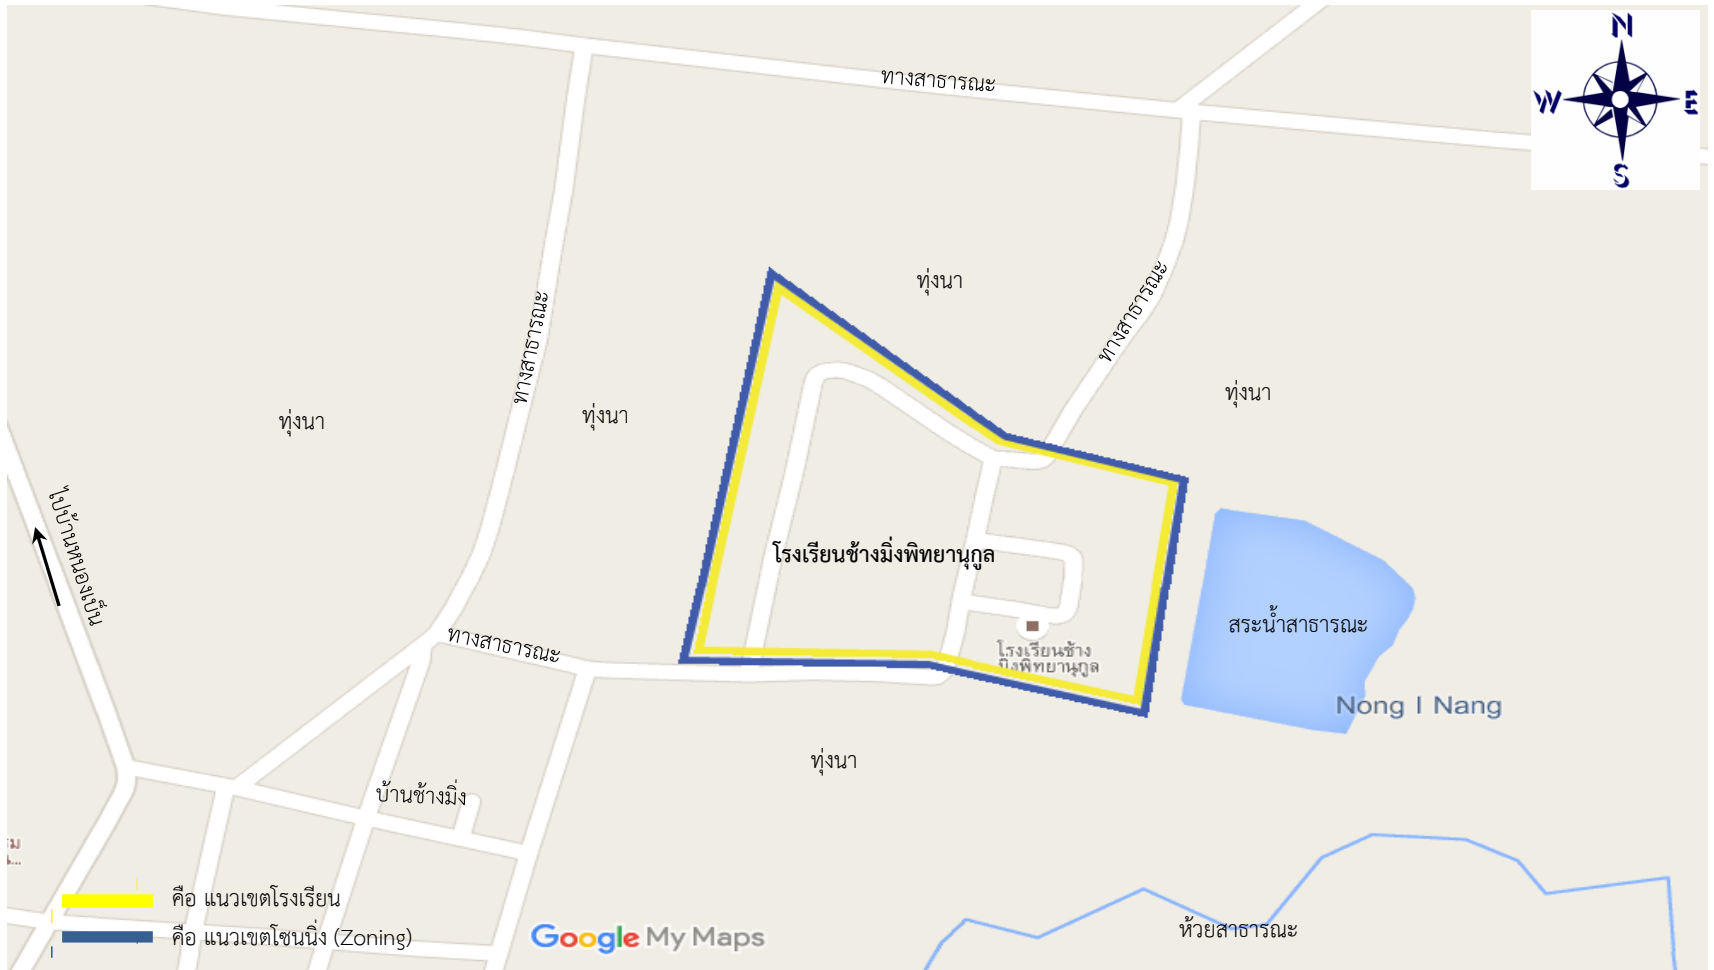 N
W
E
S
ทางสาธารณะ
ทุ่งนา
ทางสาธารณะ
ทางสาธารณะ
ทุ่งนา
ทุ่งนา
ทุ่งนา
ไปบ้านหนองเบ็น
โรงเรียนช้างมิ่งพิทยานุกูล
สระน้ำสาธารณะ
ทางสาธารณะ
โรงเรียนช้าง
มิ่งพิทยานุกูล
Nong I Nang
ทุ่งนา
บ้านช้างมิ่ง
คือ แนวเขตโรงเรียน
คือ แนวเขตโซนนิ่ง (Zoning)
Google My Maps
ห้วยสาธารณะ